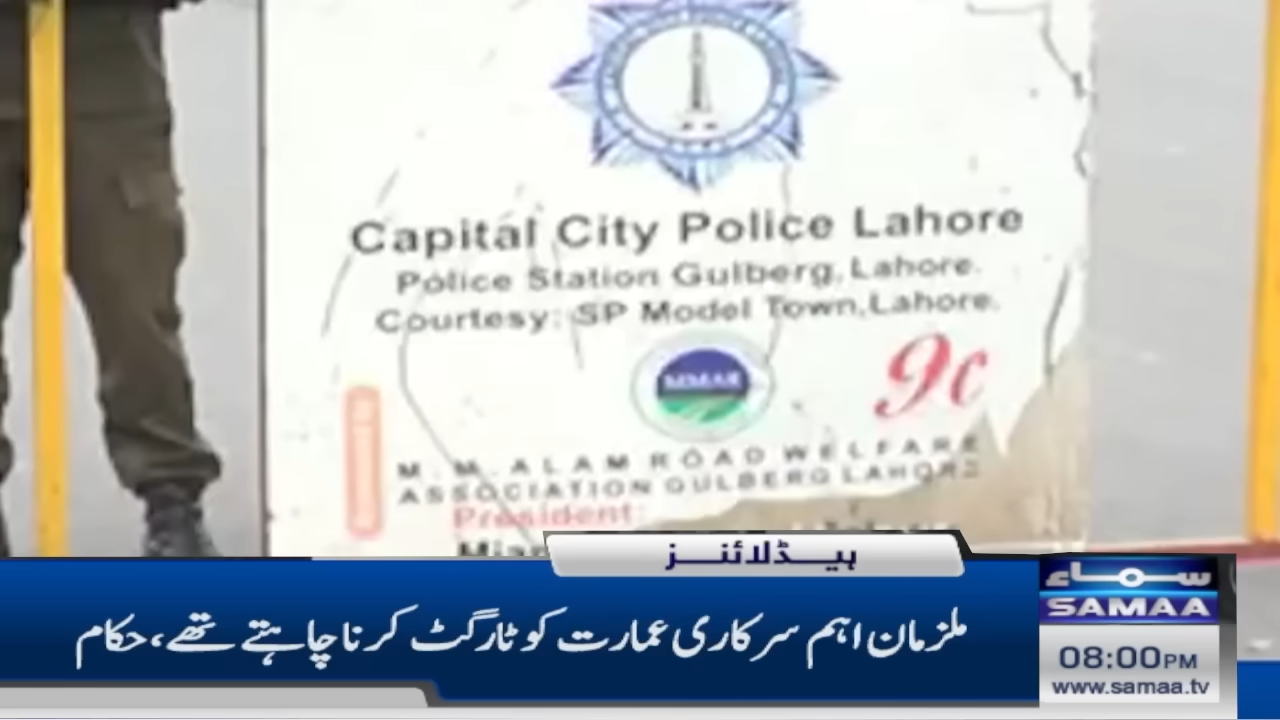 Capital City Police Lahore
Police Station Gulberg, Lahore.
Courtesy: SP Model Town, Lahore.
9c
M. M. ALAM ROAD WELFARE
ASSOCIATION GULBERG LAHORE
President:
Mian
ہیڈلائنز
ملزمان اہم سرکاری عمارت کو ٹارگٹ کرنا چاہتے تھے، حکام
سماء
SAMAA
08:00PM
www.samaa.tv